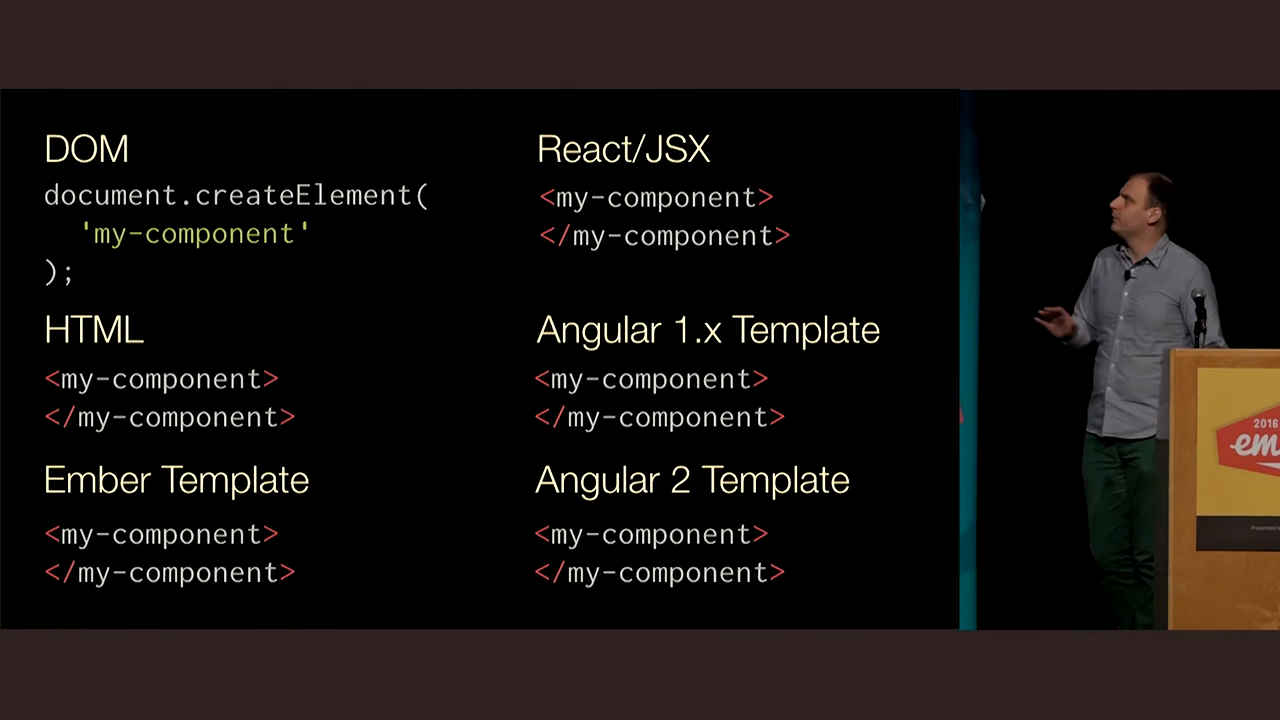 DOM
document.createElement(
'my-component'
);
HTML
<my-component>
</my-component>
Ember Template
<my-component>
</my-component>
React/JSX
<my-component>
</my-component>
Angular 1.x Template
<my-component>
</my-component>
Angular 2 Template
<my-component>
</my-component>
2016